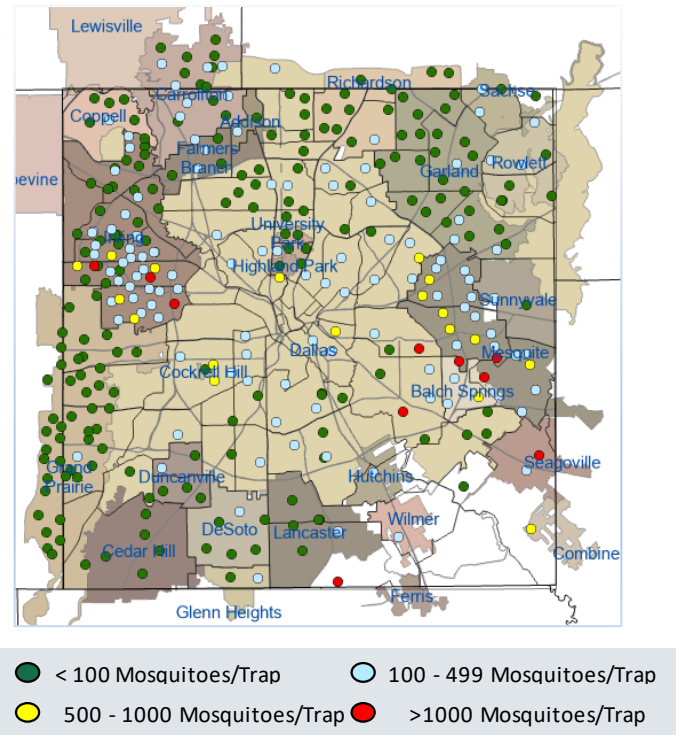 Lewisville
Richardson
Sachse
Carrollton
Coppell
Addison
Farmers
Branch
Garland
Rowlett
evine
University
Park
Irving
Highland Park
Sunnyvale
Dallas
Mesquite
Cockrell Hill
Balch Springs
Grand
Prairie
Duncanville
Hutchins
Seagoville
DeSoto
Lancaster
Wilmer
Cedar Hill
Combine
Ferris
Glenn Heights
< 100 Mosquitoes/Trap
100 - 499 Mosquitoes/Trap
500 - 1000 Mosquitoes/Trap
>1000 Mosquitoes/Trap